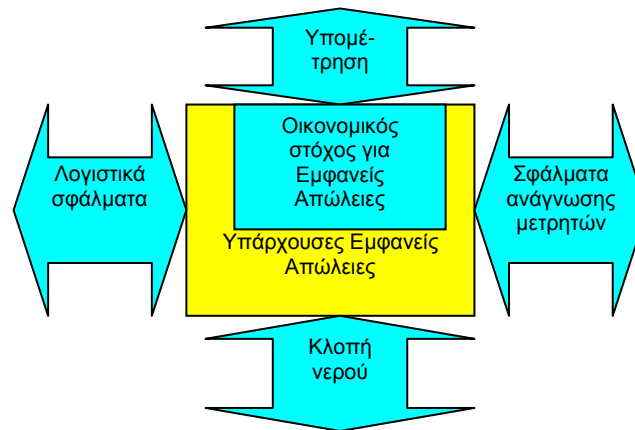 Υπομέ-
τρηση
Οικονομικός
στόχος για
Εμφανείς
Απώλειες
Λογιστικά
σφάλματα
Σφάλματα
ανάγνωσης
μετρητών
Υπάρχουσες Εμφανείς
Απώλειες
Κλοπή
νερού